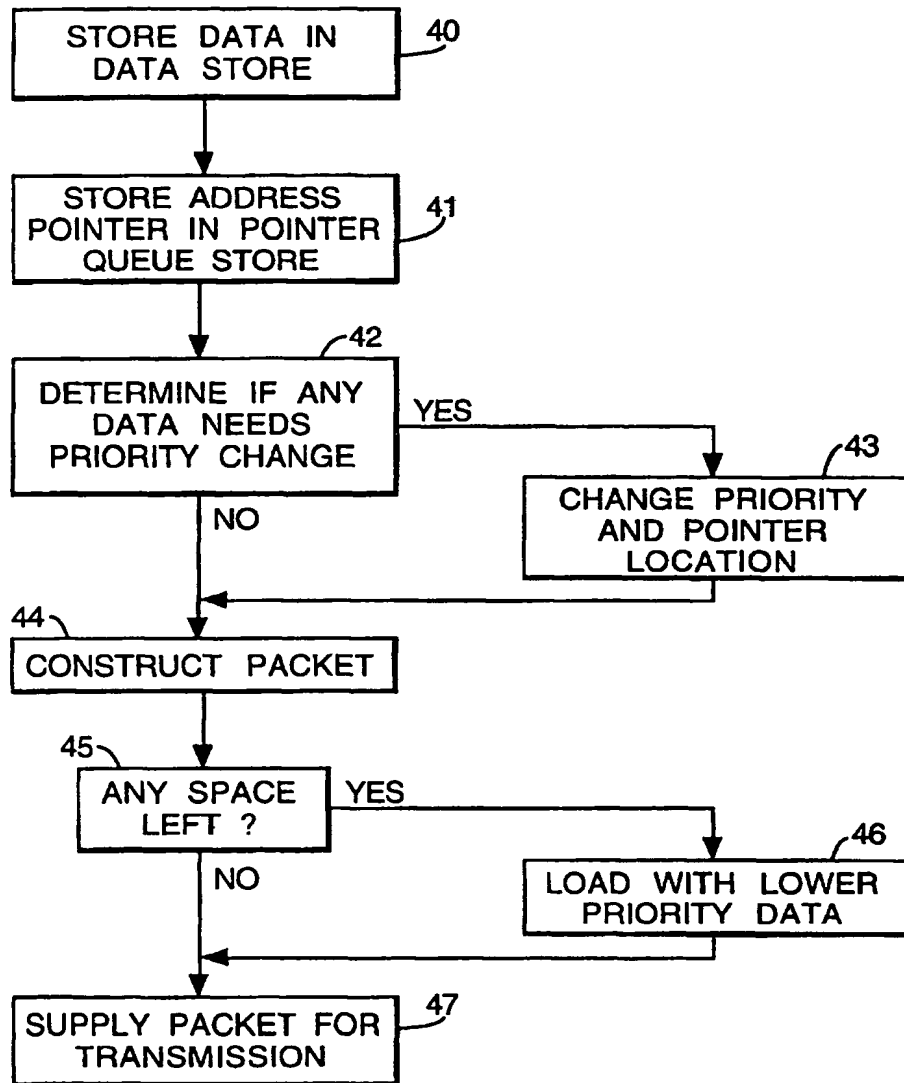 STORE DATA IN
DATA STORE
40
STORE ADDRESS
POINTER IN POINTER
QUEUE STORE
41
42
DETERMINE IF ANY
DATA NEEDS
PRIORITY CHANGE
YES
NO
43
CHANGE PRIORITY
AND POINTER
LOCATION
44
CONSTRUCT PACKET
45
ANY SPACE
LEFT ?
YES
NO
46
LOAD WITH LOWER
PRIORITY DATA
SUPPLY PACKET FOR
TRANSMISSION
47